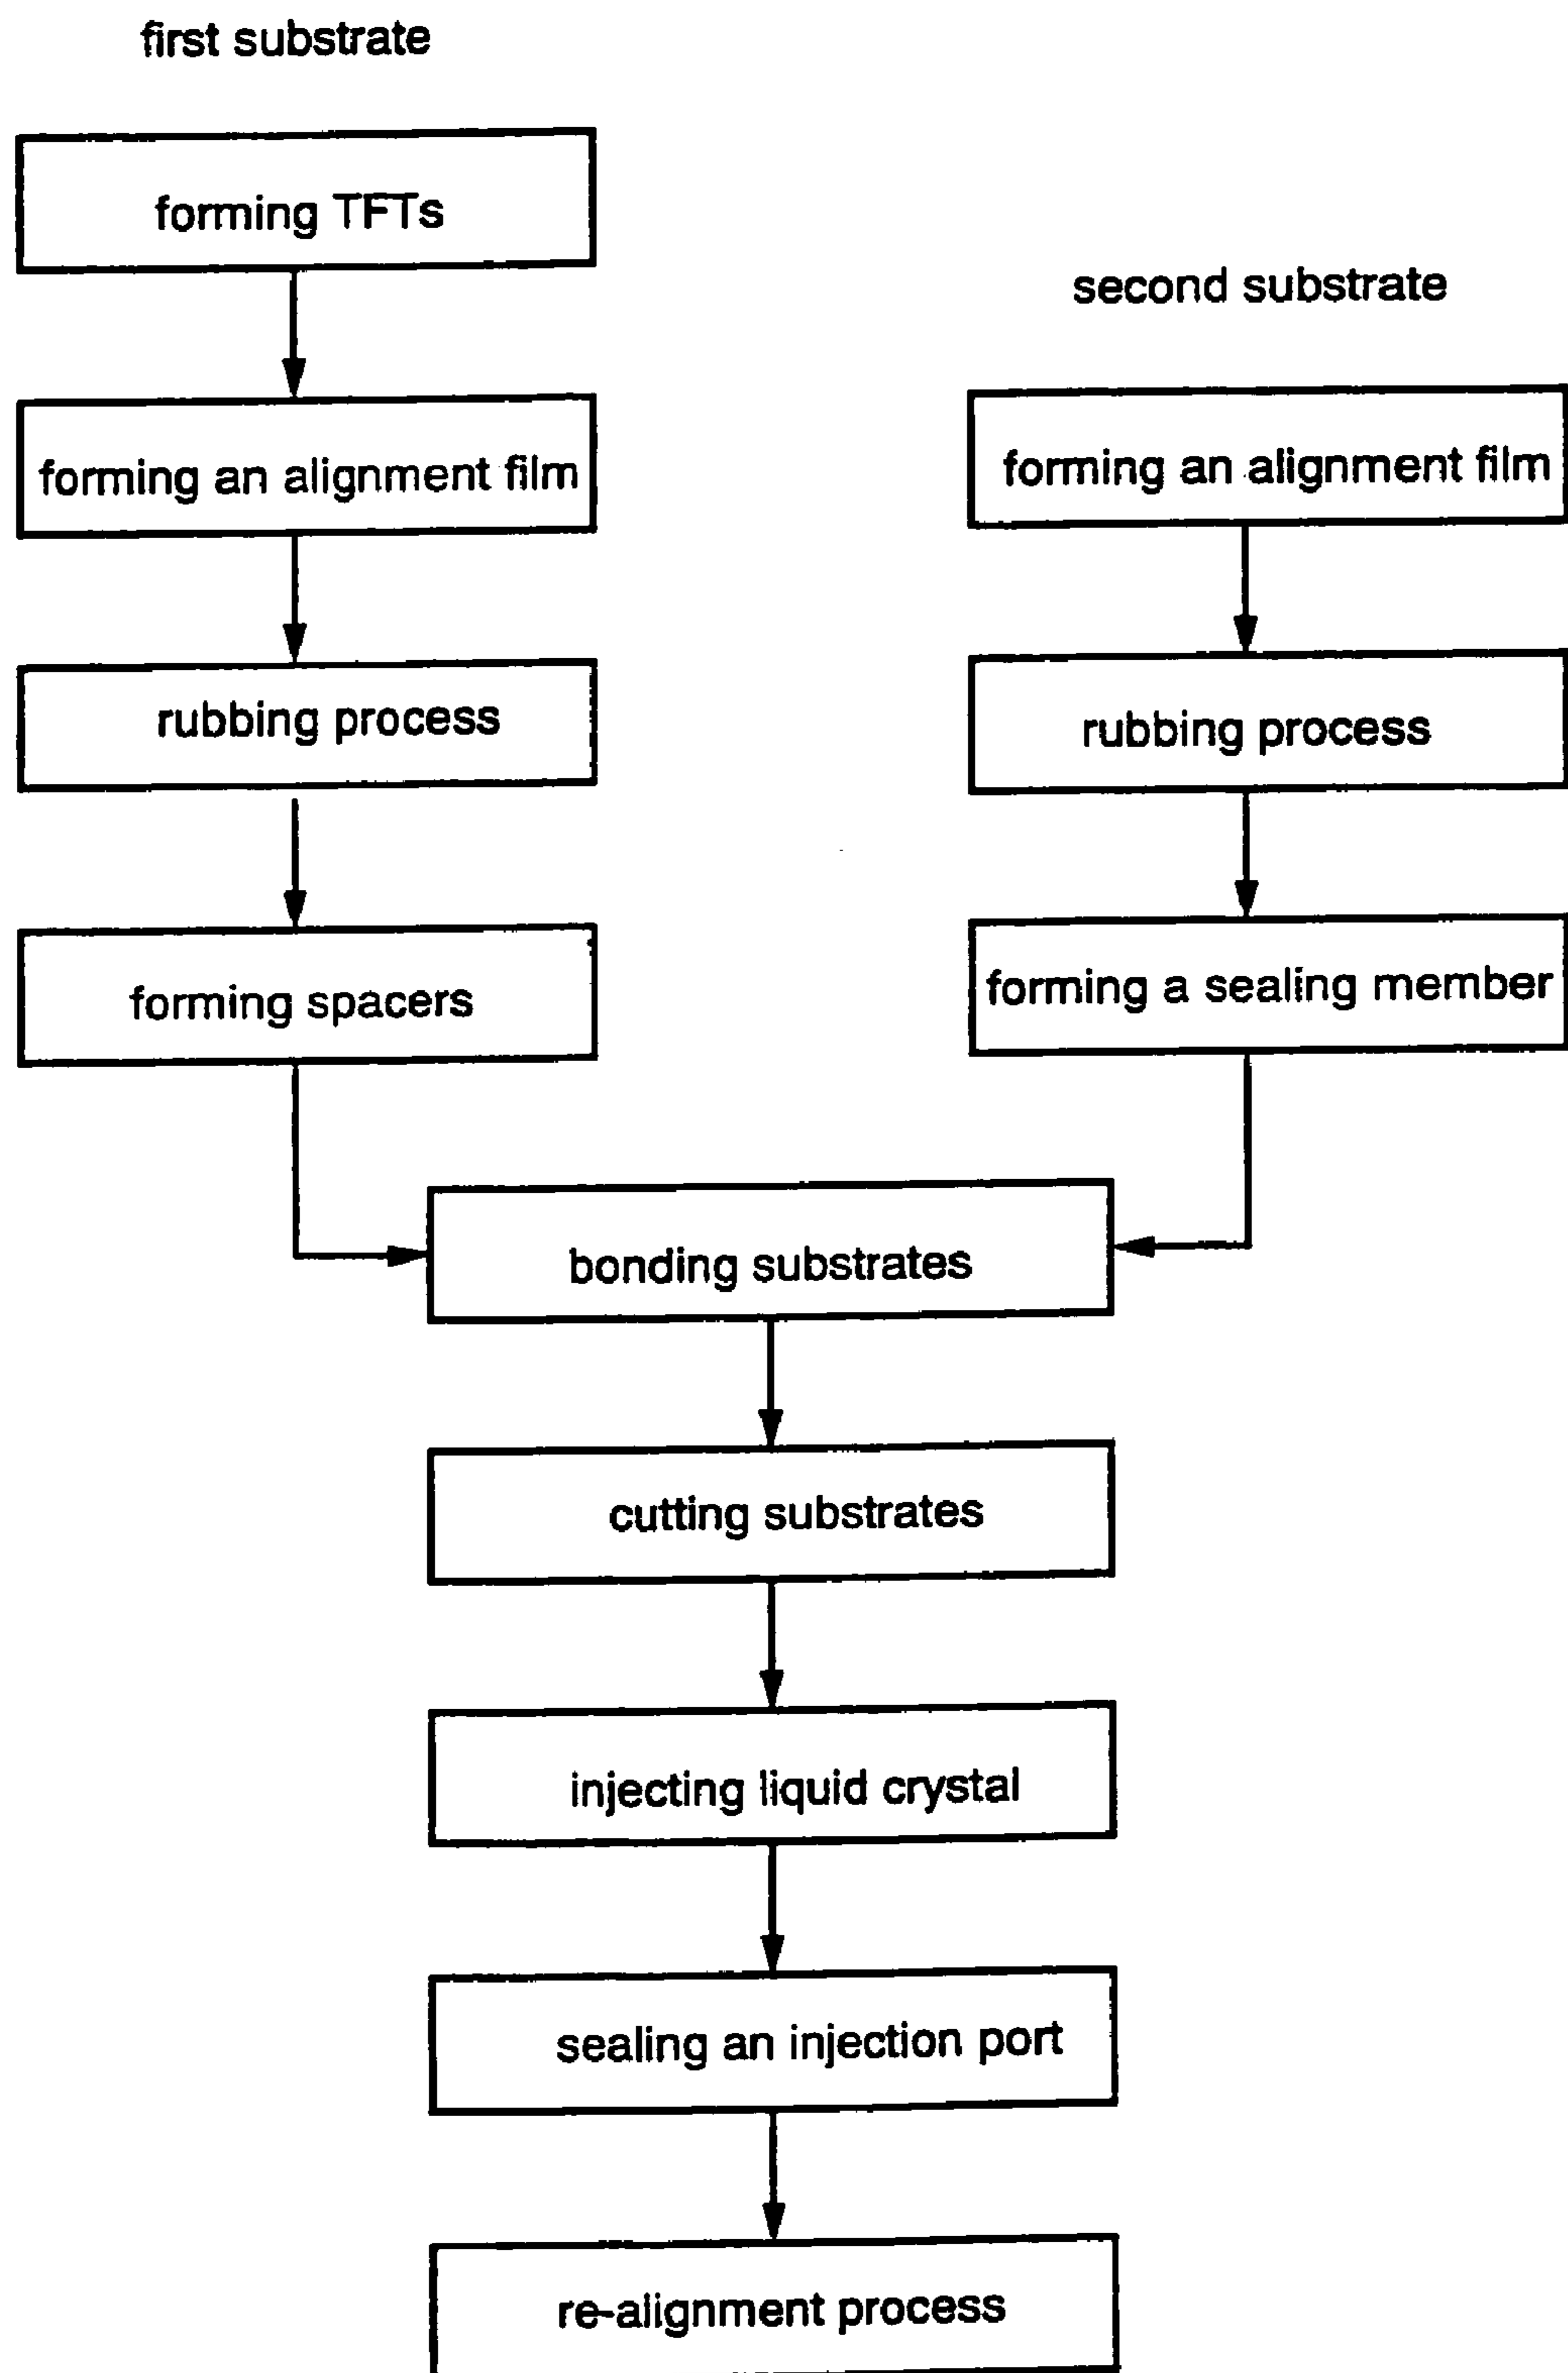 first substrate
forming TFTs
forming an alignment film
rubbing process
forming spacers
second substrate
forming an alignment film
rubbing process
forming a sealing member
bonding substrates
cutting substrates
injecting liquid crystal
sealing an injection port
re-alignment process